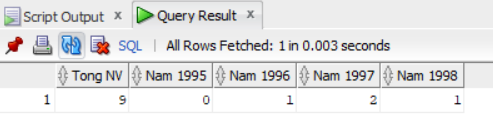 Script Output x Query Result x
SQL | All Rows Fetched: 1 in 0.003 seconds
Tong NV Nam 1995 Nam 1996 Nam 1997 Nam 1998
1 9 0 1 2 1